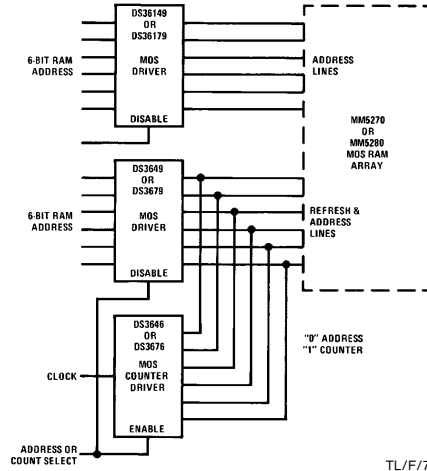 DS36149
OR
DS36179
6-BIT RAM
ADDRESS
MOS
DRIVER
DISABLE
ADDRESS
LINES
MM5270
OR
MM5280
MOS RAM
ARRAY
DS3649
OR
DS3679
6-BIT RAM
ADDRESS
MOS
DRIVER
DISABLE
REFRESH &
ADDRESS
LINES
DS3646
OR
DS3676
MOS
COUNTER
DRIVER
ENABLE
"0" ADDRESS
"1" COUNTER
CLOCK
ADDRESS OR
COUNT SELECT
TL/F/7